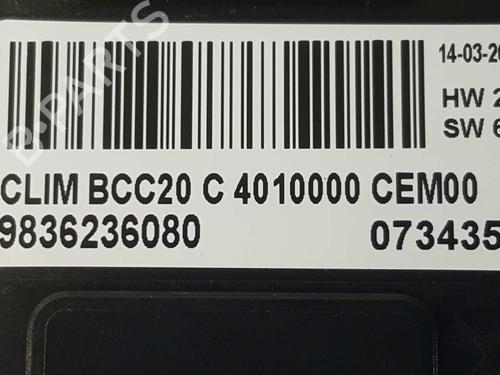 14-03-20
HW 2
SW 6
CLIM BCC20 C 4010000 CEM00
9836236080 073435
B-PARTS